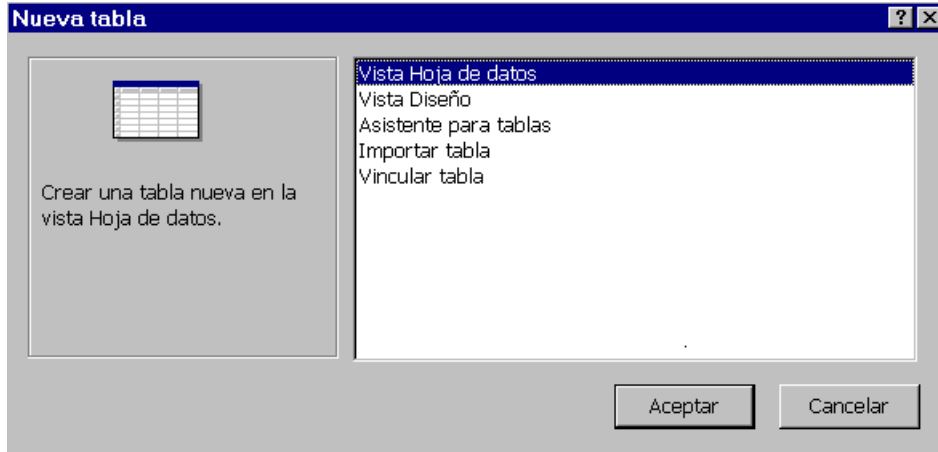 Nueva tabla
Crear una tabla nueva en la
vista Hoja de datos.
Vista Hoja de datos
Vista Diseño
Asistente para tablas
Importar tabla
Vincular tabla
Aceptar
Cancelar